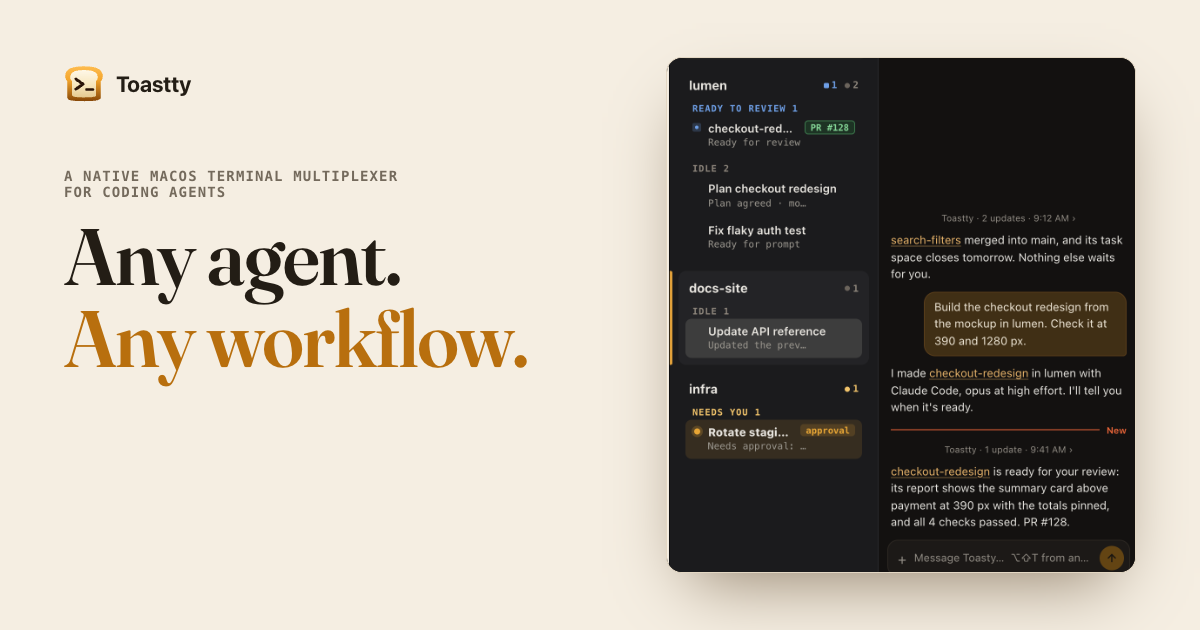 Toastty
A NATIVE MACOS TERMINAL MULTIPLEXER
FOR CODING AGENTS
Any agent.
Any workflow.
lumen 1 2
READY TO REVIEW 1
checkout-red... PR #128
Ready for review
IDLE 2
Plan checkout redesign
Plan agreed · mo…
Fix flaky auth test
Ready for prompt
docs-site 1
IDLE 1
Update API reference
Updated the prev…
infra 1
NEEDS YOU 1
Rotate stagi... approval
Needs approval: …
Toastty · 2 updates · 9:12 AM ›
search-filters merged into main, and its task
space closes tomorrow. Nothing else waits
for you.
Build the checkout redesign from
the mockup in lumen. Check it at
390 and 1280 px.
I made checkout-redesign in lumen with
Claude Code, opus at high effort. I'll tell you
when it's ready.
New
Toastty · 1 update · 9:41 AM ›
checkout-redesign is ready for your review:
its report shows the summary card above
payment at 390 px with the totals pinned,
and all 4 checks passed. PR #128.
+ Message Toasty... ⌥⇧T from an...